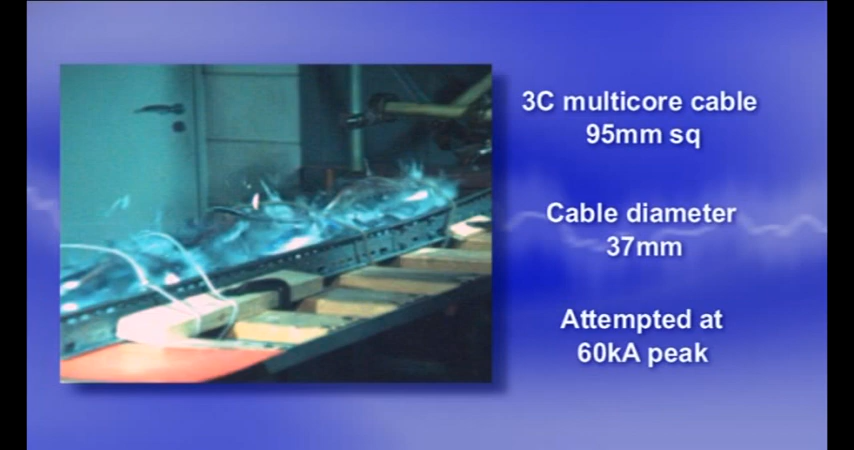 3C multicore cable
95mm sq
Cable diameter
37mm
Attempted at
60kA peak